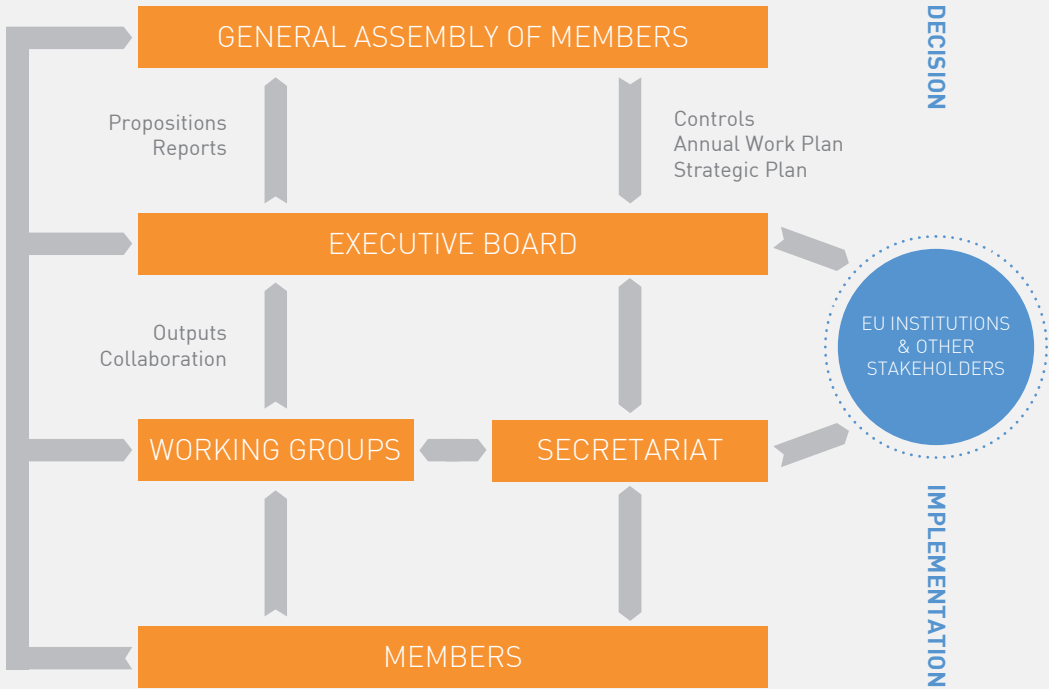 GENERAL ASSEMBLY OF MEMBERS
DECISION
Propositions
Reports
Controls
Annual Work Plan
Strategic Plan
EXECUTIVE BOARD
EU INSTITUTIONS
& OTHER
STAKEHOLDERS
Outputs
Collaboration
WORKING GROUPS
SECRETARIAT
IMPLEMENTATION
MEMBERS